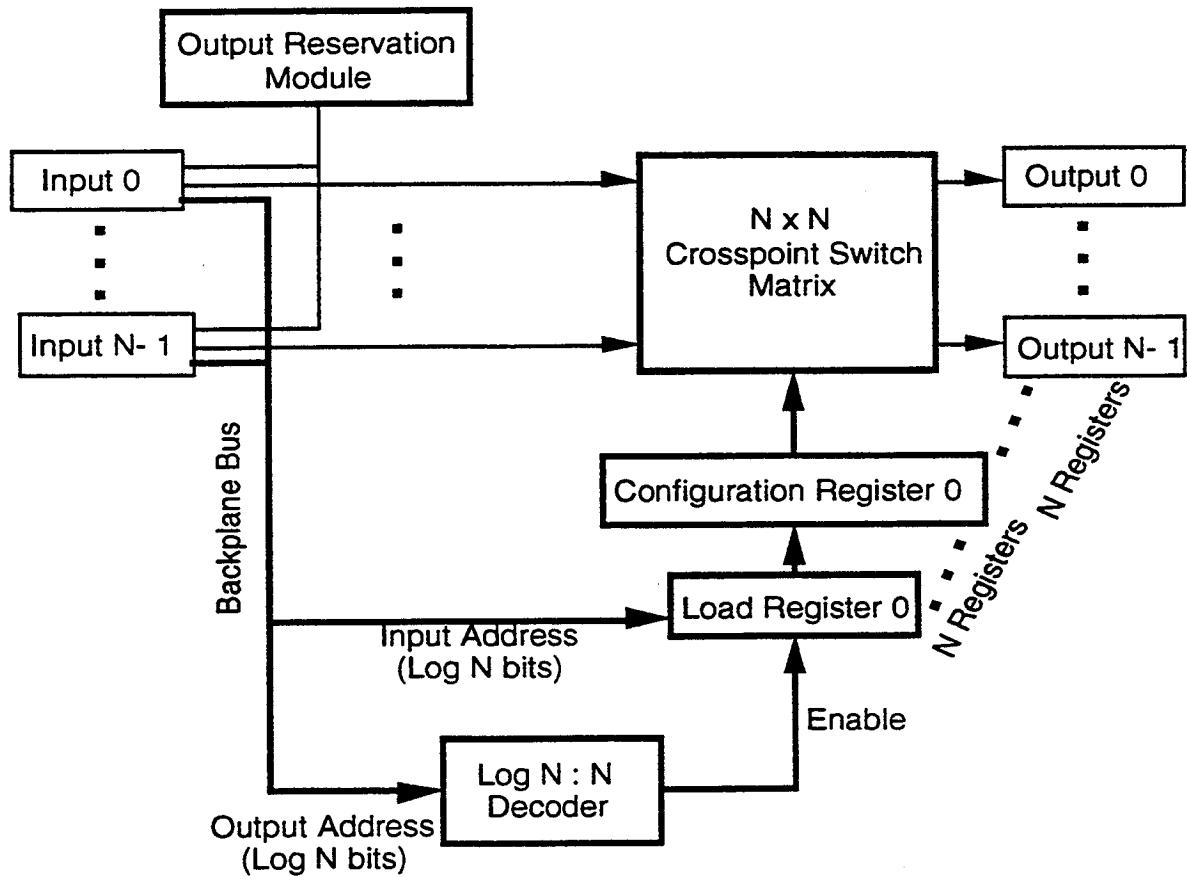 Output Reservation
Module
Input 0
Input N- 1
N x N
Crosspoint Switch
Matrix
Output 0
Output N- 1
Backplane Bus
Configuration Register 0
N Registers
Load Register 0
N Registers
Input Address
(Log N bits)
Enable
Log N : N
Decoder
Output Address
(Log N bits)